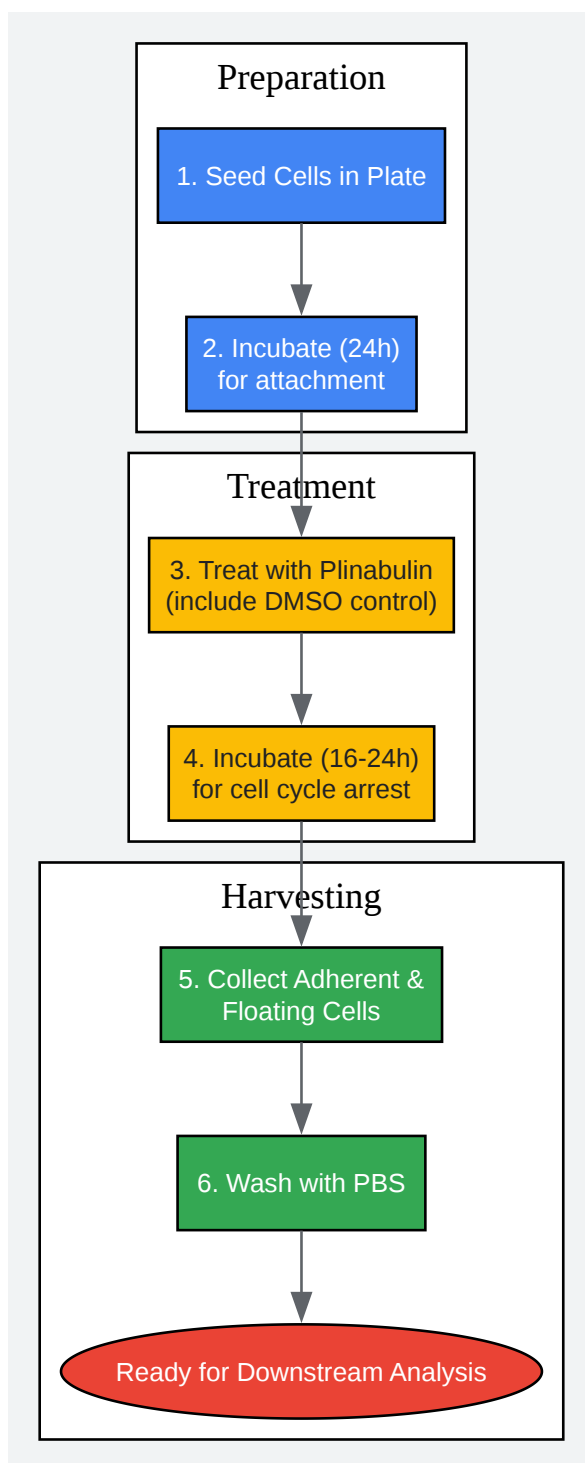 Preparation
1. Seed Cells in Plate
2. Incubate (24h)
for attachment
Treatment
3. Treat with Plinabulin
(include DMSO control)
4. Incubate (16-24h)
for cell cycle arrest
Harvesting
5. Collect Adherent &
Floating Cells
6. Wash with PBS
Ready for Downstream Analysis